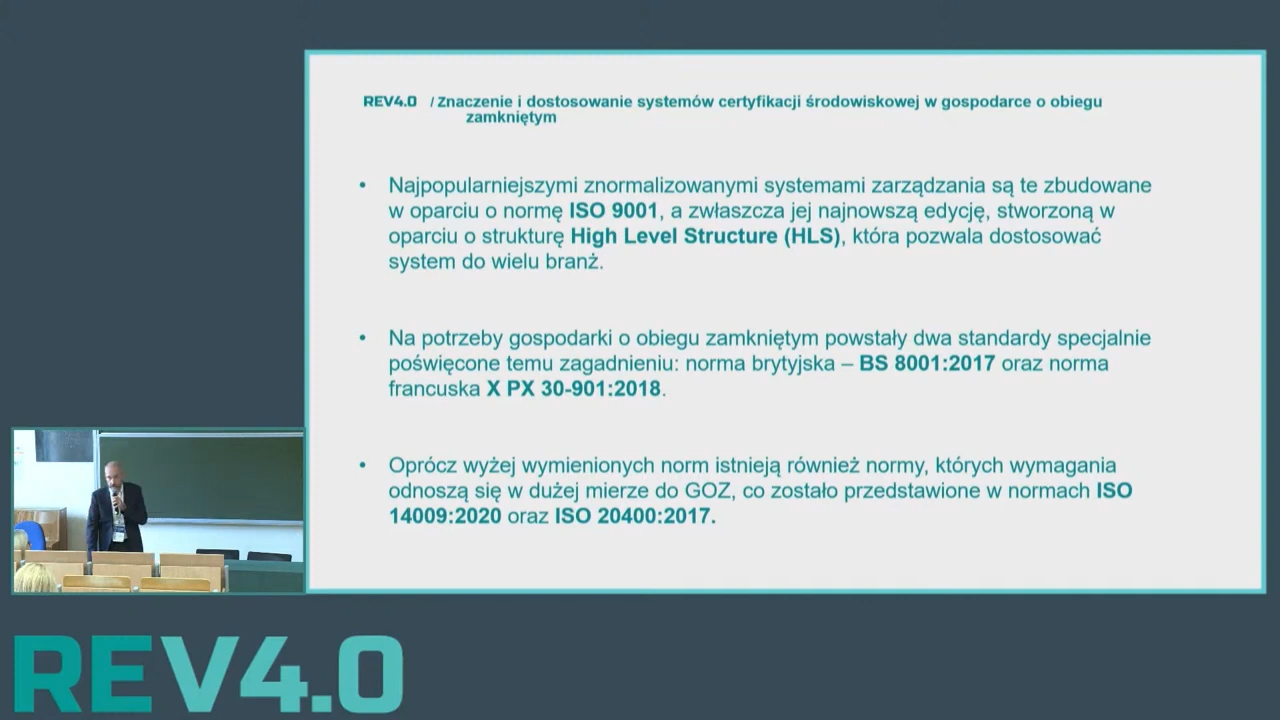 REV4.0 / Znaczenie i dostosowanie systemów certyfikacji środowiskowej w gospodarce o obiegu
zamkniętym
• Najpopularniejszymi znormalizowanymi systemami zarządzania są te zbudowane
w oparciu o normę ISO 9001, a zwłaszcza jej najnowszą edycję, stworzoną w
oparciu o strukturę High Level Structure (HLS), która pozwala dostosować
system do wielu branż.
• Na potrzeby gospodarki o obiegu zamkniętym powstały dwa standardy specjalnie
poświęcone temu zagadnieniu: norma brytyjska – BS 8001:2017 oraz norma
francuska X PX 30-901:2018.
• Oprócz wyżej wymienionych norm istnieją również normy, których wymagania
odnoszą się w dużej mierze do GOZ, co zostało przedstawione w normach ISO
14009:2020 oraz ISO 20400:2017.
REV4.0